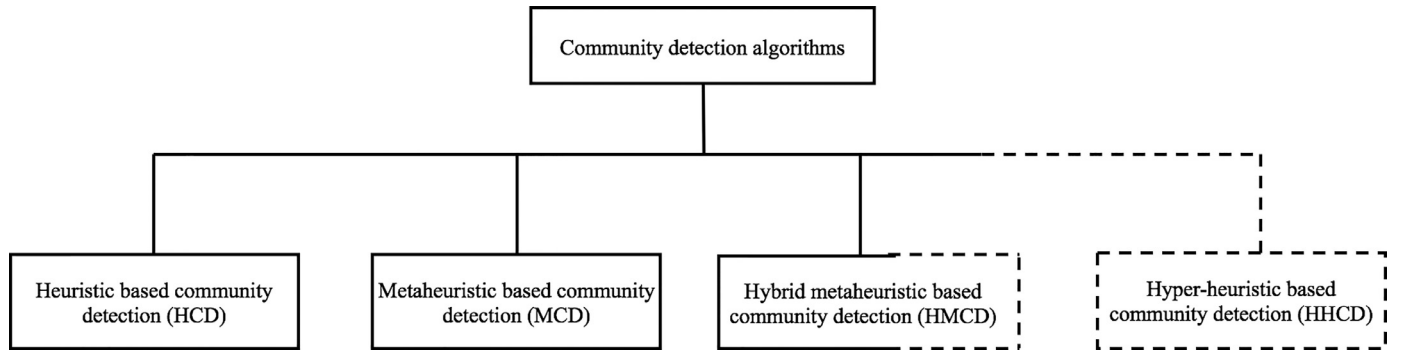 Community detection algorithms
Heuristic based community
detection (HCD)
Metaheuristic based community
detection (MCD)
Hybrid metaheuristic based
community detection (HMCD)
Hyper-heuristic based
community detection (HHCD)